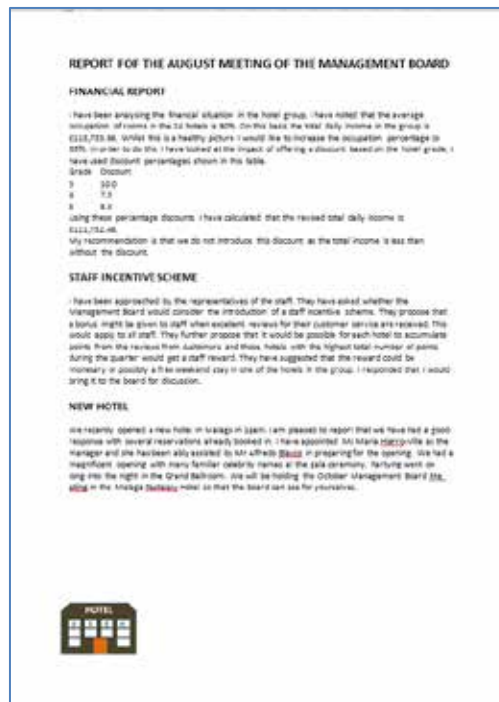 REPORT FOR THE AUGUST MEETING OF THE MANAGEMENT BOARD
FINANCIAL REPORT
I have been analysing the financial situation in the hotel group. I have noted that the average
occupation of rooms in the hotels is 80%. On this basis the total daily income in the group is
Whilst this is a healthy picture I would like to increase the occupation percentage to
In order to do this I have looked at the impact of offering a discount based on the hotel grade. I
have used discount percentages shown in this table.
Grade Discount
3 10.0
4 7.5
5
Using these percentage discounts I have calculated that the revised total daily income is
My recommendation is that we do not introduce this discount as the total income is less than
without the discount.
STAFF INCENTIVE SCHEME
I have been approached by the representatives of the staff. They have asked whether the
Management Board would consider the introduction of a staff incentive scheme. They propose that
a bonus might be given to staff when excellent reviews for their customer service are received. This
would apply to all staff. They further propose that it would be possible for each hotel to accumulate
points from the reviews from customers and those hotels with the highest total number of points
during the quarter would get a staff reward. They have suggested that the reward could be
monetary or possibly a free weekend stay in one of the hotels in the group. I responded that I would
bring it to the board for discussion.
NEW HOTEL
We recently opened a new hotel in Malaga in Spain. I am pleased to report that we have had a good
response with several reservations already booked in. I have appointed Ms Maria as the
manager and she has been ably assisted by Mr Alfredo in preparing for the opening. We had a
magnificent opening with many familiar celebrity names at the gala ceremony. Partying went on
long into the night in the Grand Ballroom. We will be holding the October Management Board Me
eting in the Malaga Hotel so that the Board can see for yourselves.
HOTEL